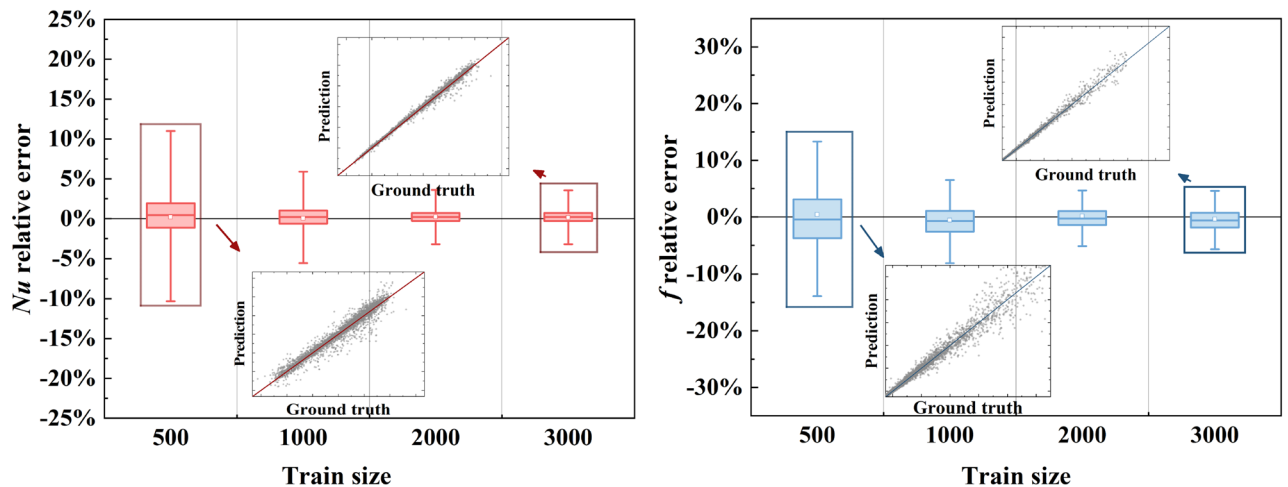 25%
20%
15%
10%
5%
0%
-5%
-10%
-15%
-20%
-25%
Nu relative error
Prediction
Ground truth
Prediction
Ground truth
500
1000
2000
3000
Train size
30%
20%
10%
0%
-10%
-20%
-30%
f relative error
Prediction
Ground truth
Prediction
Ground truth
500
1000
2000
3000
Train size